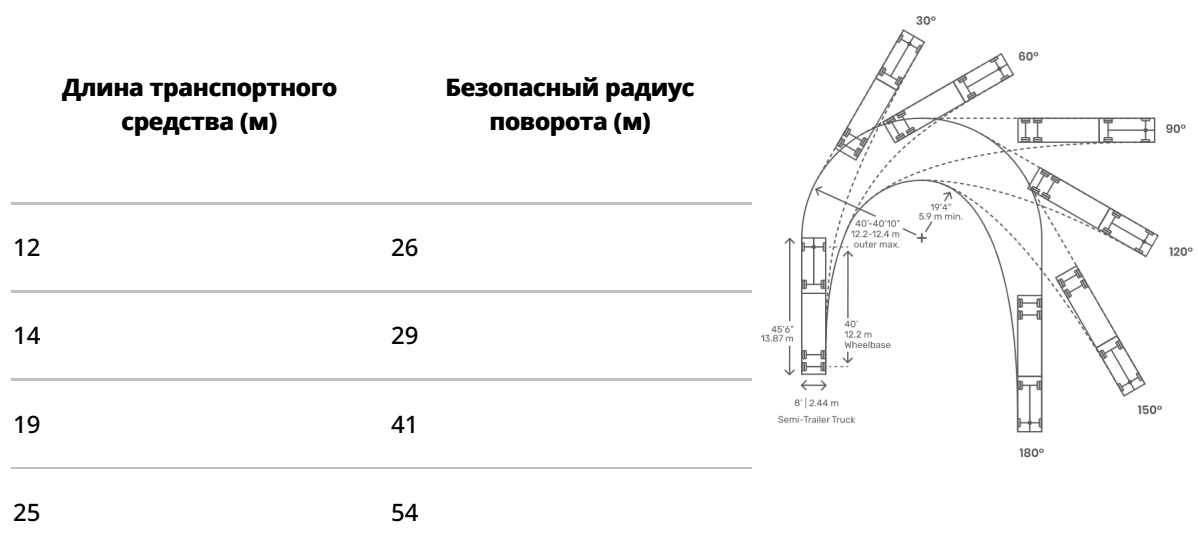 Длина транспортного
средства (м)
Безопасный радиус
поворота (м)
12
26
14
29
19
41
25
54
30º
60º
90º
120º
150º
180º
19'4"
5.9 m min.
40'-40'10"
12.2-12.4 m
outer max.
45'6"
13.87 m
40'
12.2 m
Wheelbase
8' | 2.44 m
Semi-Trailer Truck